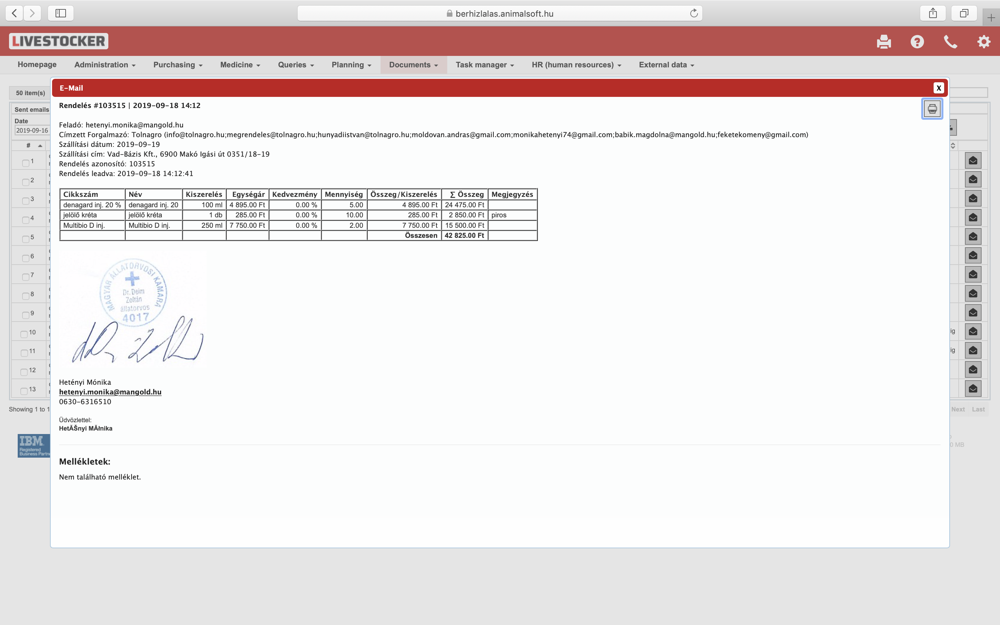 berhizlalas.animalsoft.hu
LIVESTOCKER
Homepage Administration Purchasing Medicine Queries Planning Documents Task manager HR (human resources) External data
50 item(s)
Sent emails
Date
2019-09-16
#
1
2
3
4
5
6
7
8
9
10
11
12
13
Showing 1 to 1
E-Mail
X
Rendelés #103515 | 2019-09-18 14:12
Feladó: hetenyi.monika@mangold.hu
Címzett Forgalmazó: Tolnagro (info@tolnagro.hu;megrendeles@tolnagro.hu;hunyadiistvan@tolnagro.hu;moldovan.andras@gmail.com;monikahetenyi74@gmail.com;babik.magdolna@mangold.hu;feketekomeny@gmail.com)
Szállítási dátum: 2019-09-19
Szállítási cím: Vad-Bázis Kft., 6900 Makó Igási út 0351/18-19
Rendelés azonosító: 103515
Rendelés leadva: 2019-09-18 14:12:41
Cikkszám Név Kiszerelés Egységár Kedvezmény Mennyiség Összeg/Kiszerelés ∑ Összeg Megjegyzés
denagard inj. 20 % denagard inj. 20 100 ml 4 895.00 Ft 0.00 % 5.00 4 895.00 Ft 24 475.00 Ft
jelölő kréta jelölő kréta 1 db 285.00 Ft 0.00 % 10.00 285.00 Ft 2 850.00 Ft piros
Multibio D inj. Multibio D inj. 250 ml 7 750.00 Ft 0.00 % 2.00 7 750.00 Ft 15 500.00 Ft
Összesen 42 825.00 Ft
MAGYAR ÁLLATORVOSI KAMARA
Dr. Deim
Zoltán
állatorvos
4017
Hetényi Mónika
hetenyi.monika@mangold.hu
0630-6316510
Üdvözlettel:
HetĂŠnyi MĂłnika
Mellékletek:
Nem található melléklet.
ig
ig
Next Last
0 MB
IBM
Registered
Business Partne